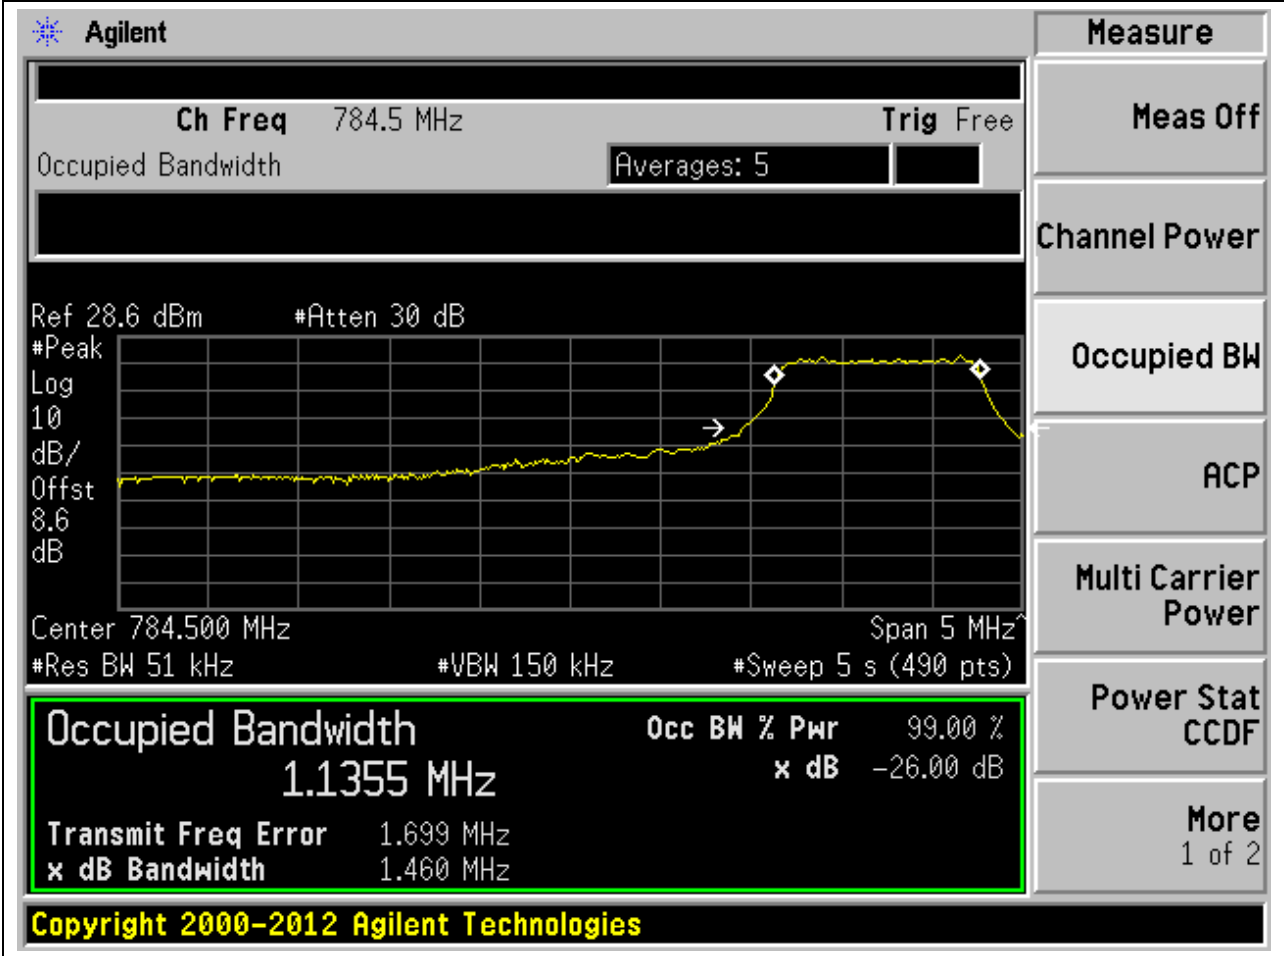 Agilent
Measure
Ch Freq 784.5 MHz Trig Free
Occupied Bandwidth Averages: 5
Meas Off
Channel Power
Occupied BW
ACP
Multi Carrier
Power
Power Stat
CCDF
More
1 of 2
Ref 28.6 dBm #Atten 30 dB
#Peak
Log
10
dB/
Offst
8.6
dB
Center 784.500 MHz Span 5 MHz^
#Res BW 51 kHz #VBW 150 kHz #Sweep 5 s (490 pts)
Occupied Bandwidth Occ BW % Pwr 99.00 %
1.1355 MHz x dB -26.00 dB
Transmit Freq Error 1.699 MHz
x dB Bandwidth 1.460 MHz
Copyright 2000-2012 Agilent Technologies